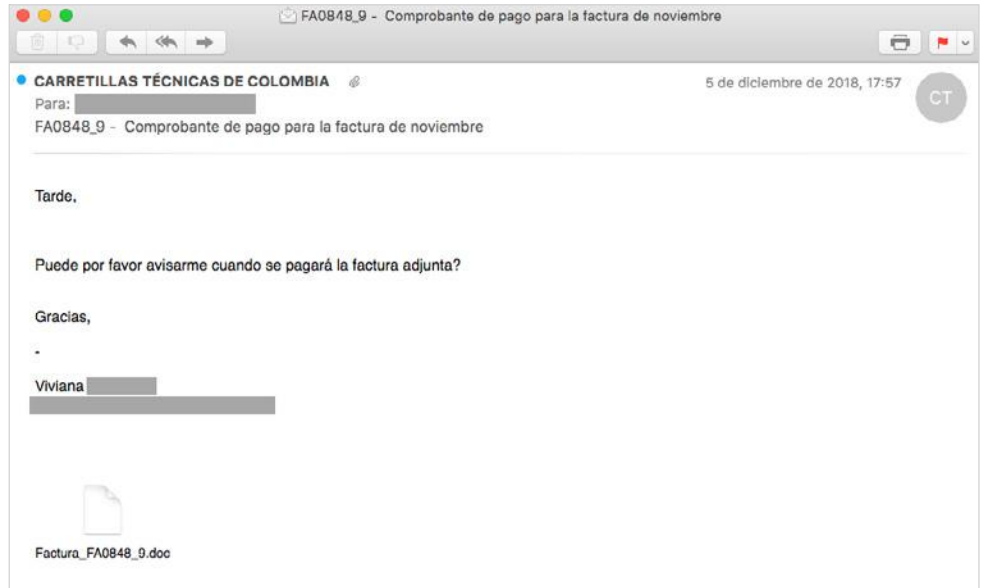 FA0848_9 - Comprobante de pago para la factura de noviembre
CARRETILLAS TÉCNICAS DE COLOMBIA
5 de diciembre de 2018, 17:57
CT
Para:
FA0848_9 - Comprobante de pago para la factura de noviembre
Tarde,
Puede por favor avisarme cuando se pagará la factura adjunta?
Gracias,
-
Viviana
Factura_FA0848_9.doc